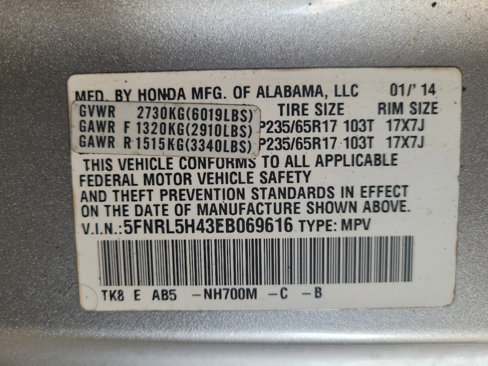 MFD. BY HONDA MFG. OF ALABAMA, LLC 01/'14
GVWR 2730KG(6019LBS) TIRE SIZE RIM SIZE
GAWR F 1320KG(2910LBS) P235/65R17 103T 17X7J
GAWR R 1515KG(3340LBS) P235/65R17 103T 17X7J
THIS VEHICLE CONFORMS TO ALL APPLICABLE
FEDERAL MOTOR VEHICLE SAFETY
AND THEFT PREVENTION STANDARDS IN EFFECT
ON THE DATE OF MANUFACTURE SHOWN ABOVE.
V.I.N.:5FNRL5H43EB069616 TYPE: MPV
TK8 E AB5 -NH700M -C -B